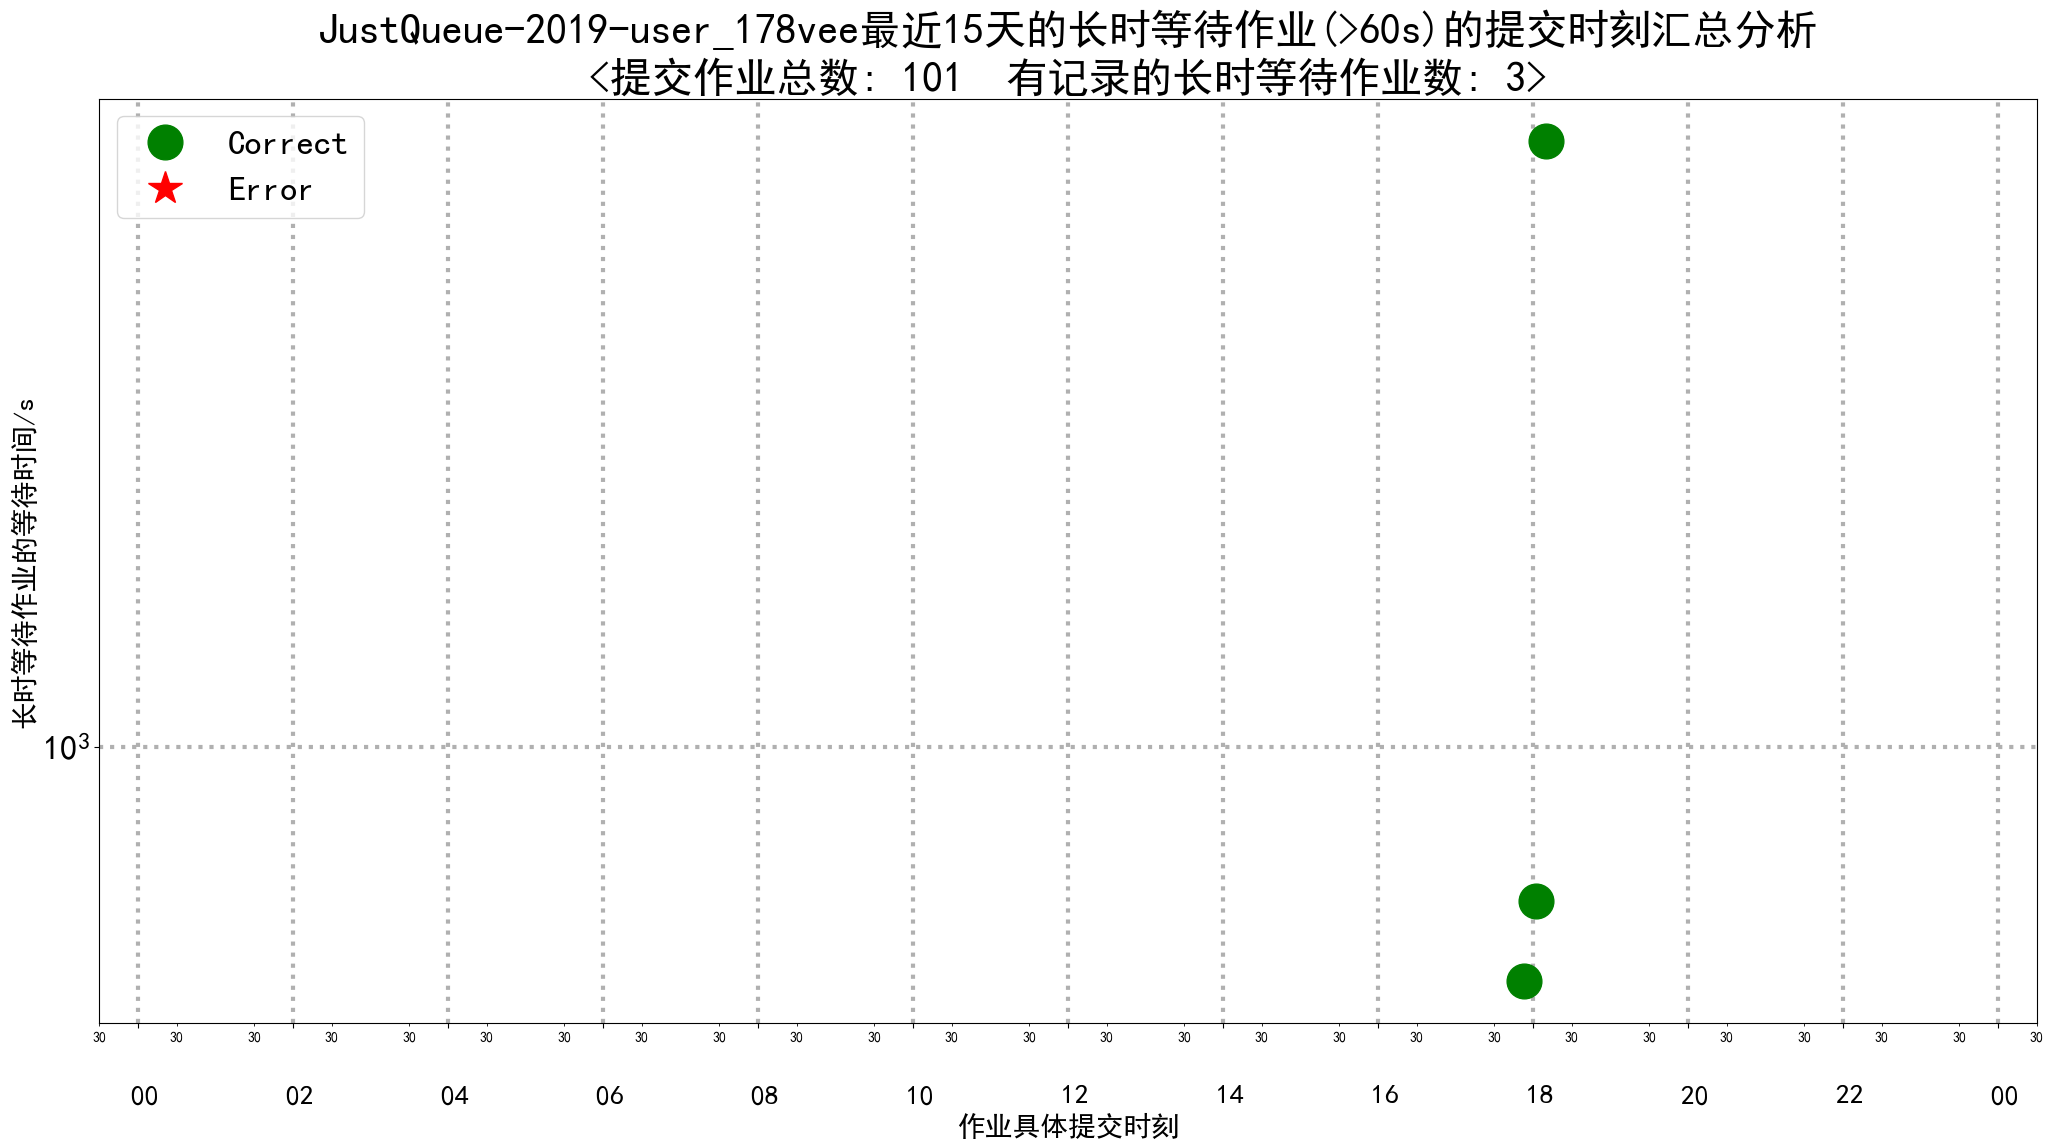 JustQueue-2019-user_178vee最近15天的长时等待作业(>60s)的提交时刻汇总分析
<提交作业总数: 101  有记录的长时等待作业数: 3>
Correct
Error
长时等待作业的等待时间/s
10³
30 30 30 30 30 30 30 30 30 30 30 30 30 30 30 30 30 30 30 30 30 30 30 30 30 30
00 02 04 06 08 10 12 14 16 18 20 22 00
作业具体提交时刻